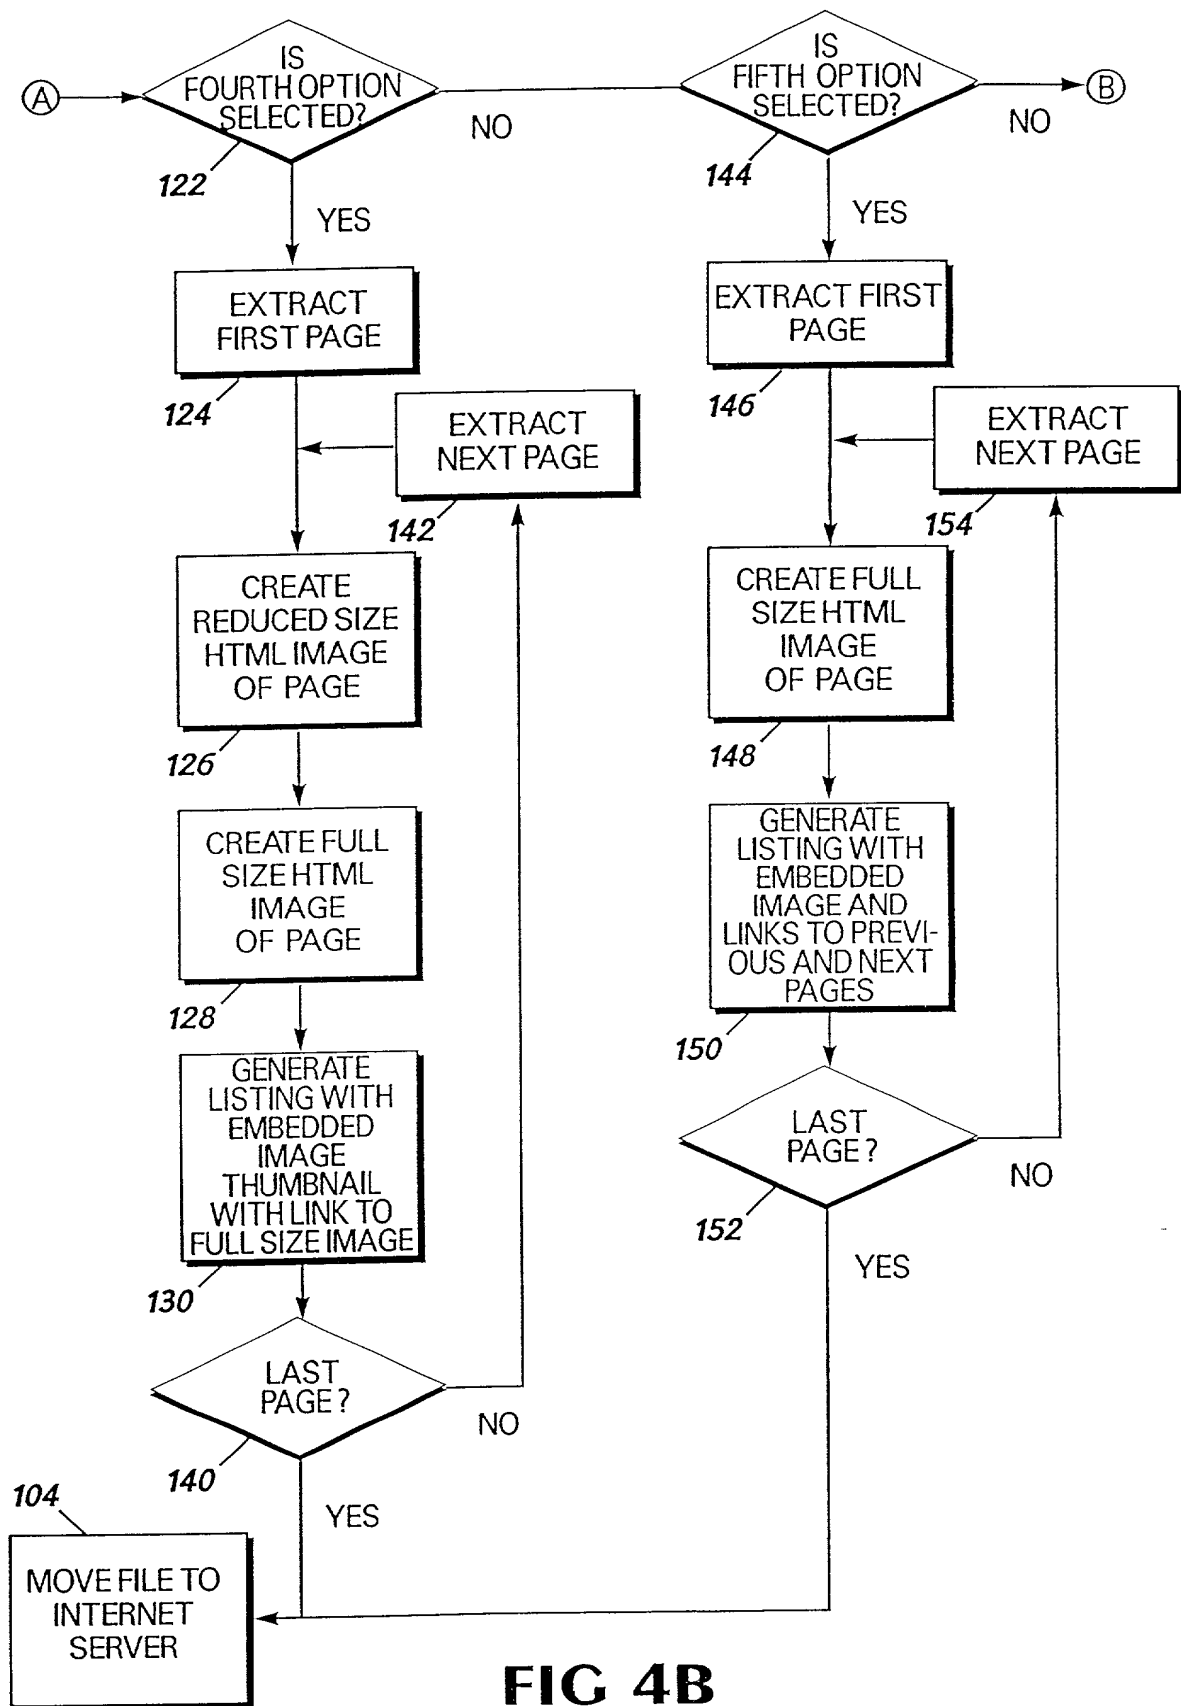 A
IS
FOURTH OPTION
SELECTED?
122
NO
YES
IS
FIFTH OPTION
SELECTED?
144
NO
B
YES
EXTRACT
FIRST PAGE
124
EXTRACT
NEXT PAGE
142
EXTRACT FIRST
PAGE
146
EXTRACT
NEXT PAGE
154
CREATE
REDUCED SIZE
HTML IMAGE
OF PAGE
126
CREATE FULL
SIZE HTML
IMAGE
OF PAGE
148
CREATE FULL
SIZE HTML
IMAGE
OF PAGE
128
GENERATE
LISTING WITH
EMBEDDED
IMAGE AND
LINKS TO PREVI-
OUS AND NEXT
PAGES
150
GENERATE
LISTING WITH
EMBEDDED
IMAGE
THUMBNAIL
WITH LINK TO
FULL SIZE IMAGE
130
LAST
PAGE?
152
NO
YES
LAST
PAGE?
140
NO
YES
104
MOVE FILE TO
INTERNET
SERVER
FIG 4B